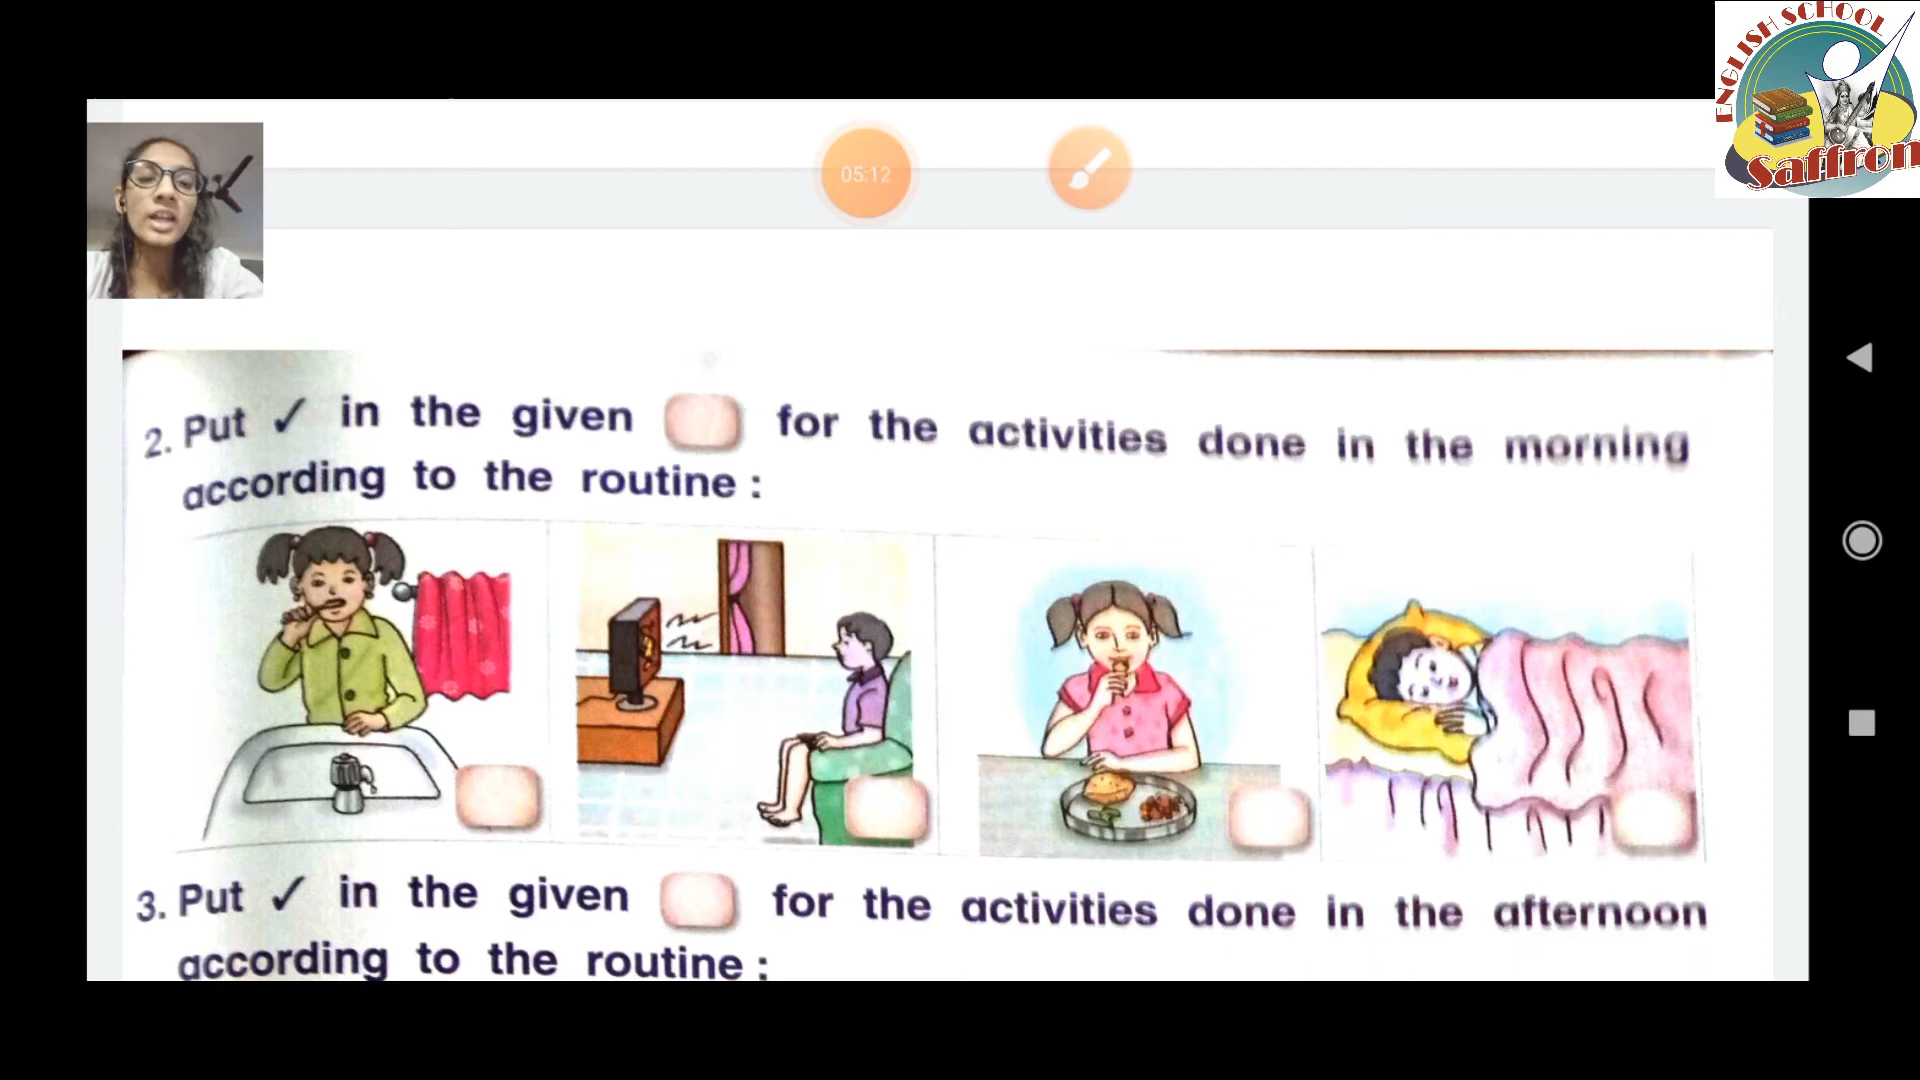 ENGLISH SCHOOL
Saffron
05:12
2. Put ✓ in the given for the activities done in the morning
according to the routine :
3. Put ✓ in the given for the activities done in the afternoon
according to the routine :